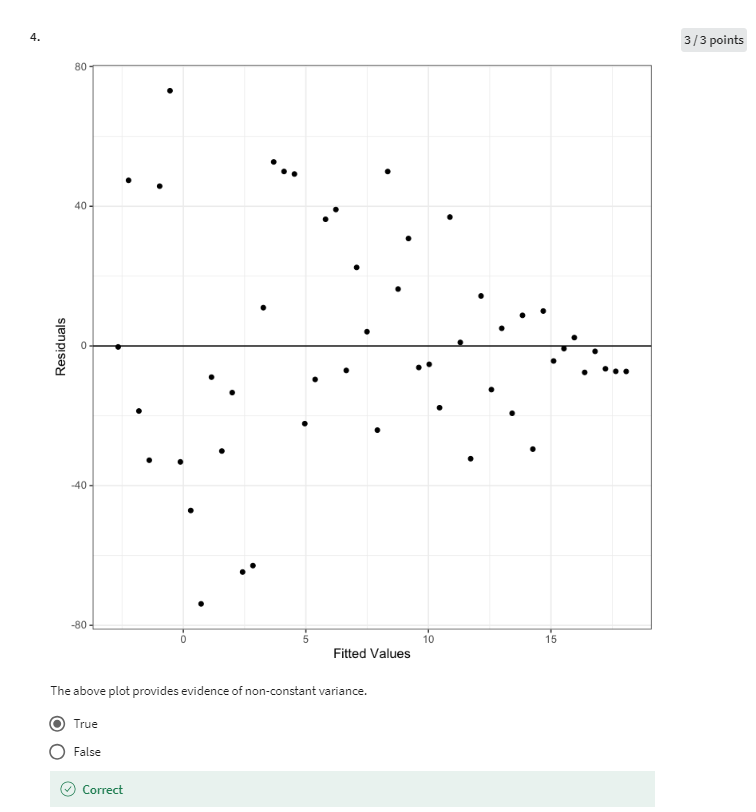 4.
3 / 3 points
80
40
0
-40
-80
Residuals
0 5 10 15
Fitted Values
The above plot provides evidence of non-constant variance.
True
False
Correct